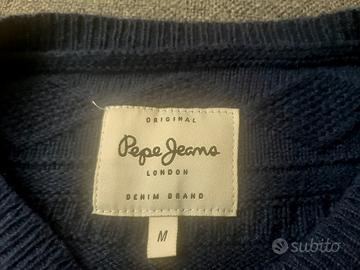 ORIGINAL
Pepe Jeans
LONDON
DENIM BRAND
M
subito